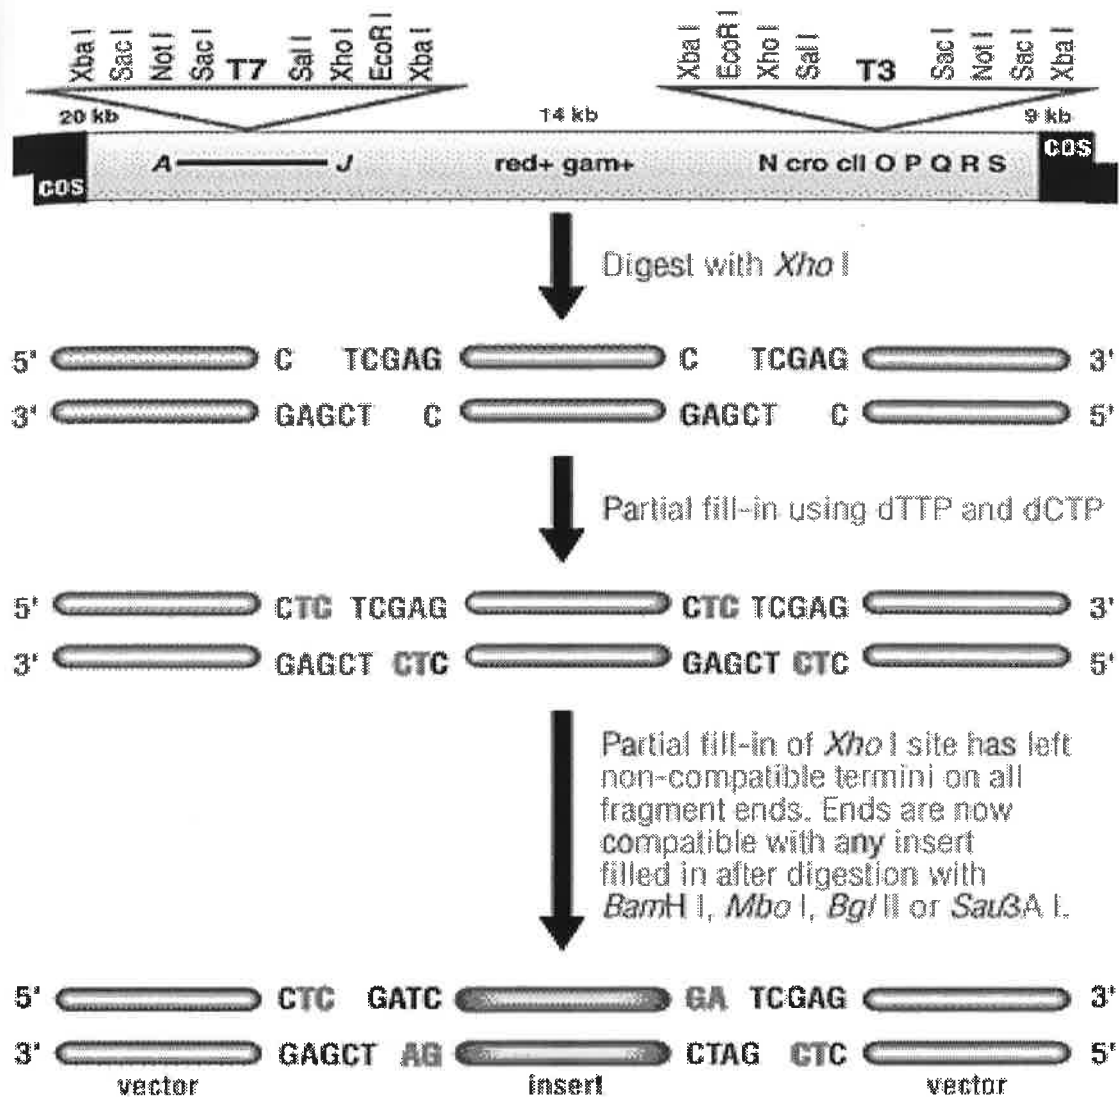 Xba I Sac I Not I Sac I T7 Sal I Xho I EcoR I Xba I Xba I EcoR I Xho I Sal I T3 Sac I Not I Sac I Xba I
20 kb 14 kb 9 kb
cos A J red+ gam+ N cro cII O P Q R S cos
Digest with Xho I
5' C TCGAG C TCGAG 3'
3' GAGCT C GAGCT C 5'
Partial fill-in using dTTP and dCTP
5' CTC TCGAG CTC TCGAG 3'
3' GAGCT CTC GAGCT CTC 5'
Partial fill-in of Xho I site has left
non-compatible termini on all
fragment ends. Ends are now
compatible with any insert
filled in after digestion with
BamH I, Mbo I, Bgl II or Sau3A I.
5' CTC GATC GA TCGAG 3'
3' GAGCT AG CTAG CTC 5'
vector insert vector